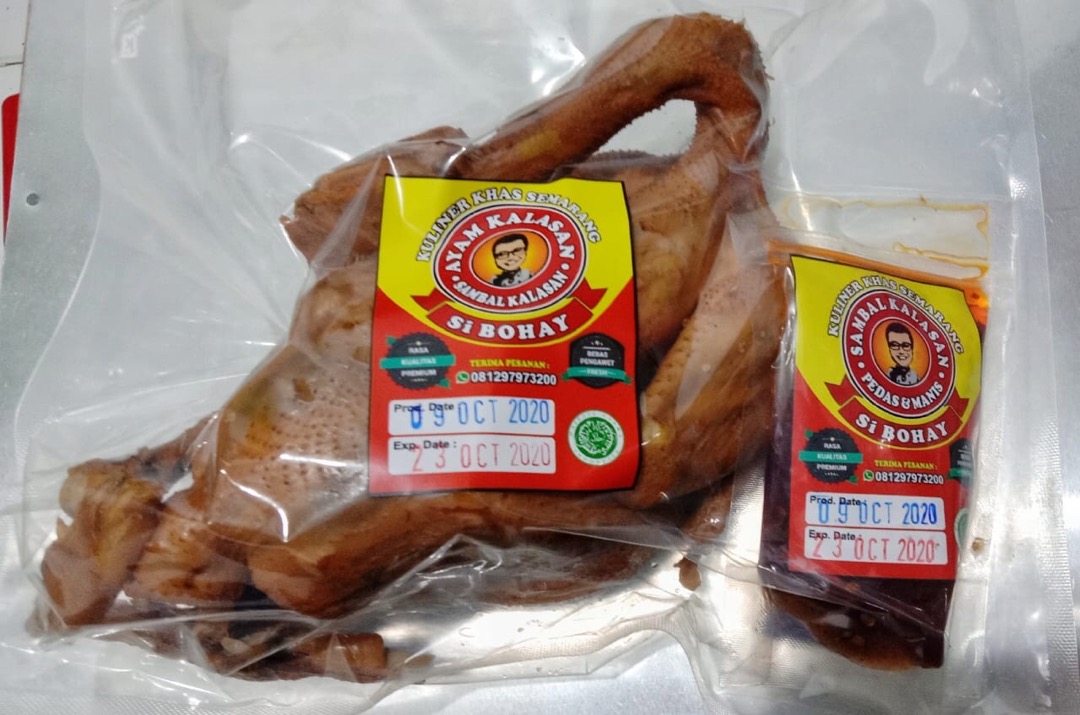 KULINER KHAS SEMARANG
AYAM KALASAN
SAMBAL KALASAN
Si BOHAY
RASA
KUALITAS
PREMIUM
TERIMA PESANAN :
081297973200
BEBAS
PENGAWET
FRESH
Prod. Date
09 OCT 2020
Exp. Date :
23 OCT 2020
KULINER KHAS SEMARANG
SAMBAL KALASAN
PEDAS & MANIS
Si BOHAY
RASA
KUALITAS
PREMIUM
TERIMA PESANAN :
081297973200
Prod. Date :
09 OCT 2020
Exp. Date :
23 OCT 2020